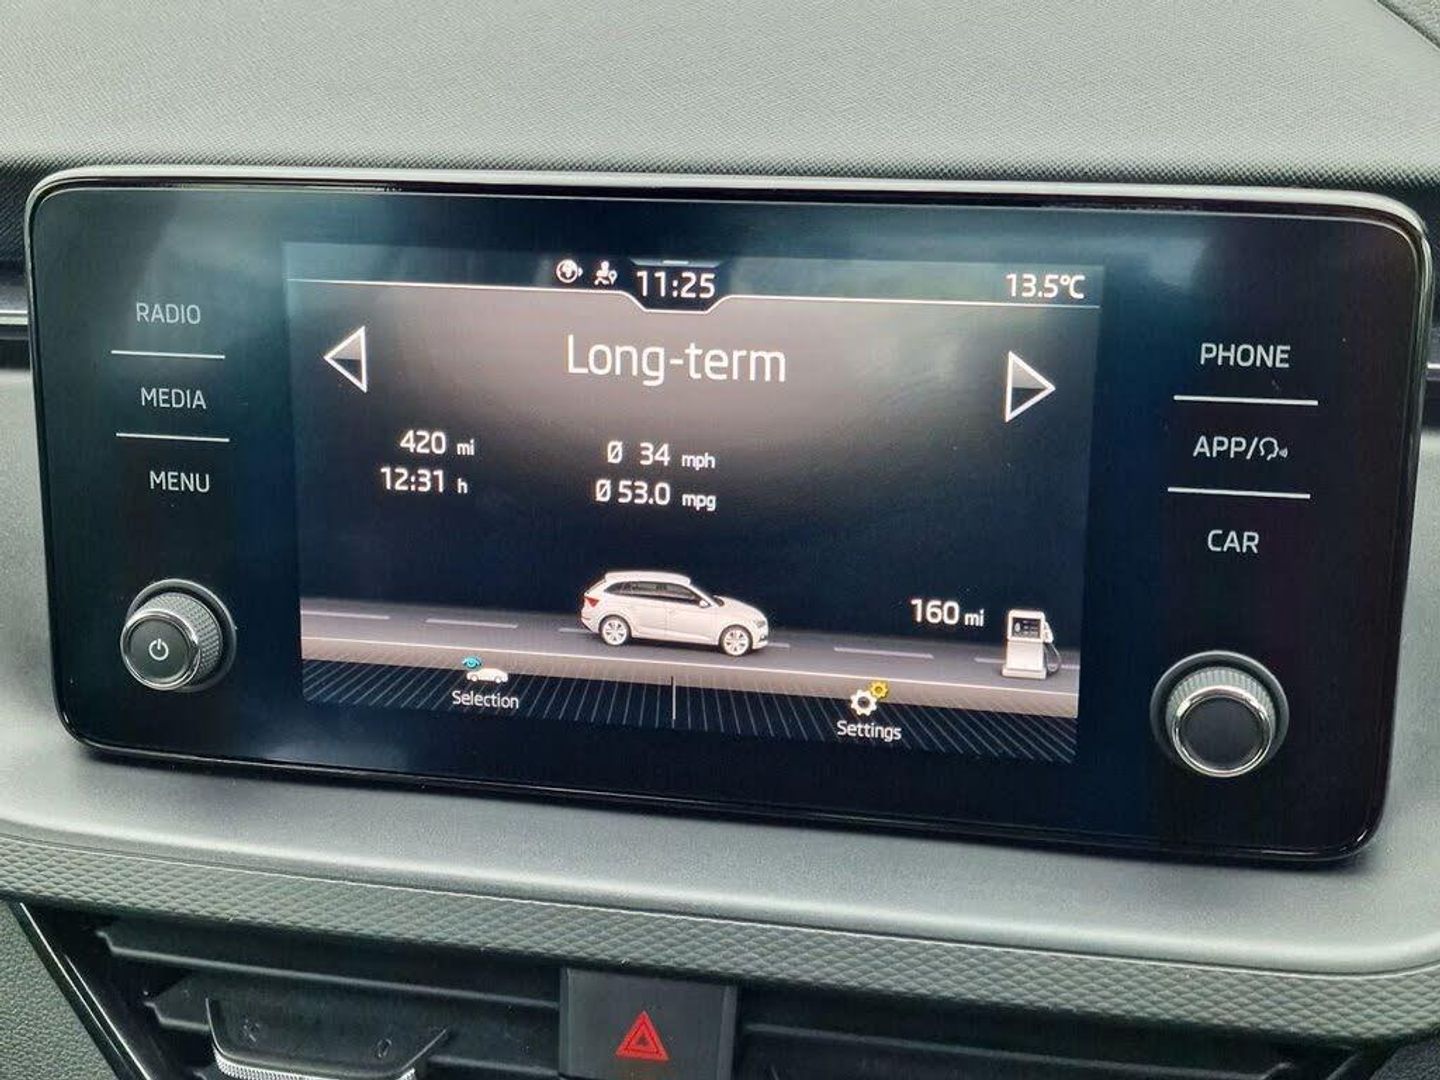 11:25
13.5°C
RADIO
MEDIA
MENU
Long-term
420 mi
12:31 h
Ø 34 mph
Ø 53.0 mpg
160 mi
Selection
Settings
PHONE
APP/
CAR